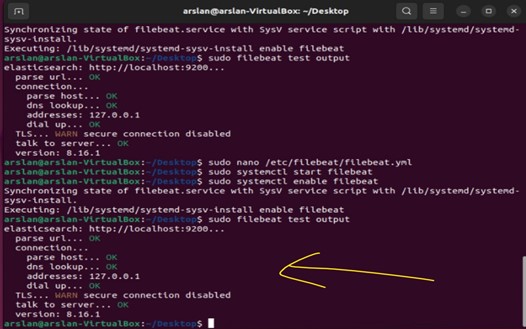 arslan@arslan-VirtualBox: ~/Desktop
Synchronizing state of filebeat.service with SysV service script with /lib/systemd/systemd-
sysv-install.
Executing: /lib/systemd/systemd-sysv-install enable filebeat
arslan@arslan-VirtualBox:~/Desktop$ sudo filebeat test output
elasticsearch: http://localhost:9200...
  parse url... OK
  connection...
    parse host... OK
    dns lookup... OK
    addresses: 127.0.0.1
    dial up... OK
  TLS... WARN secure connection disabled
  talk to server... OK
  version: 8.16.1
arslan@arslan-VirtualBox:~/Desktop$ sudo nano /etc/filebeat/filebeat.yml
arslan@arslan-VirtualBox:~/Desktop$ sudo systemctl start filebeat
arslan@arslan-VirtualBox:~/Desktop$ sudo systemctl enable filebeat
Synchronizing state of filebeat.service with SysV service script with /lib/systemd/systemd-
sysv-install.
Executing: /lib/systemd/systemd-sysv-install enable filebeat
arslan@arslan-VirtualBox:~/Desktop$ sudo filebeat test output
elasticsearch: http://localhost:9200...
  parse url... OK
  connection...
    parse host... OK
    dns lookup... OK
    addresses: 127.0.0.1
    dial up... OK
  TLS... WARN secure connection disabled
  talk to server... OK
  version: 8.16.1
arslan@arslan-VirtualBox:~/Desktop$